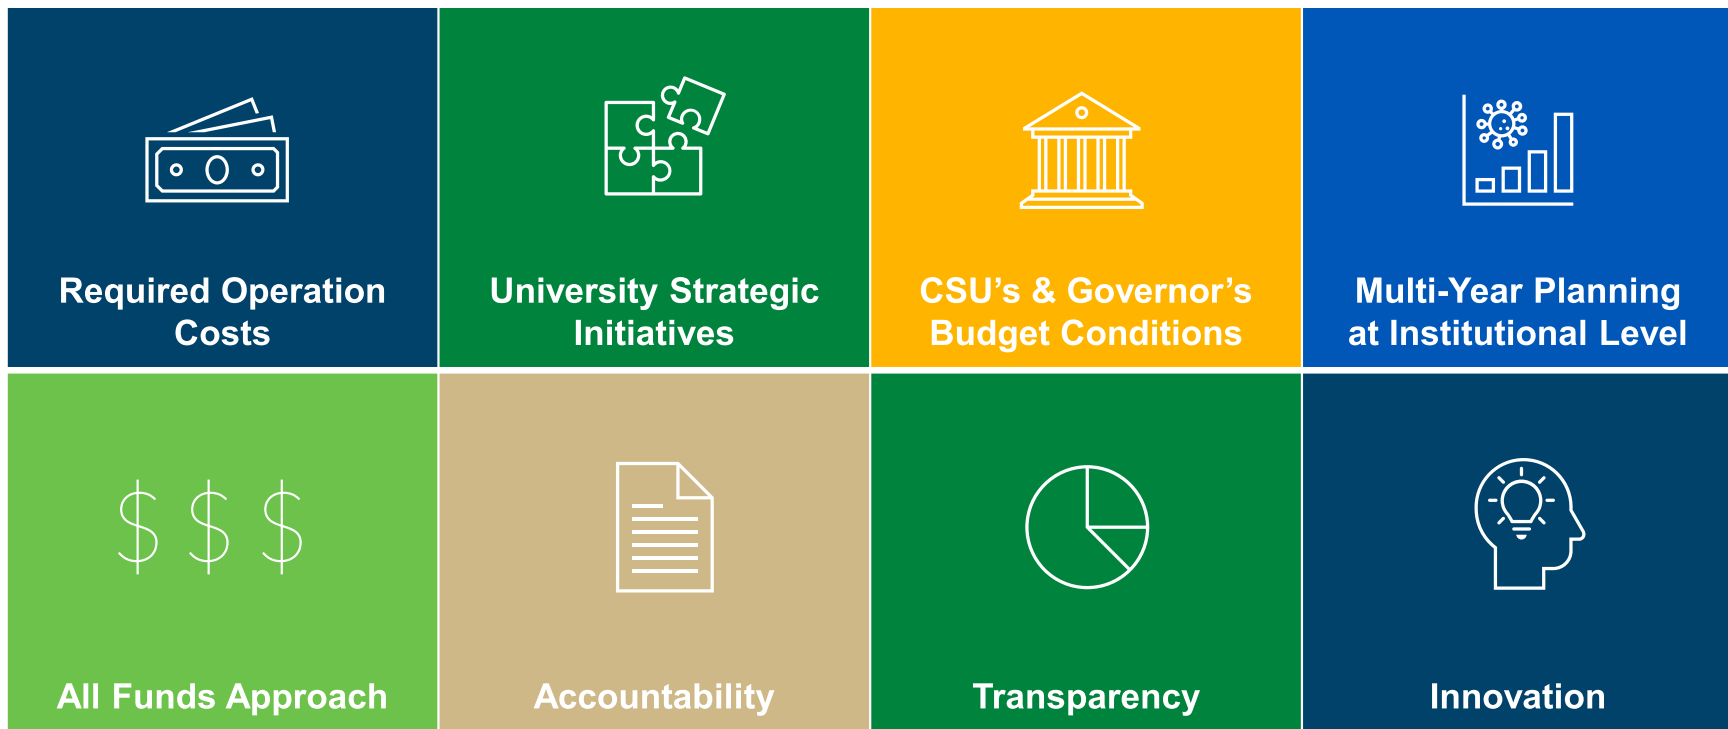 Required Operation
Costs
University Strategic
Initiatives
CSU’s & Governor’s
Budget Conditions
Multi-Year Planning
at Institutional Level
$ $ $
All Funds Approach
Accountability
Transparency
Innovation